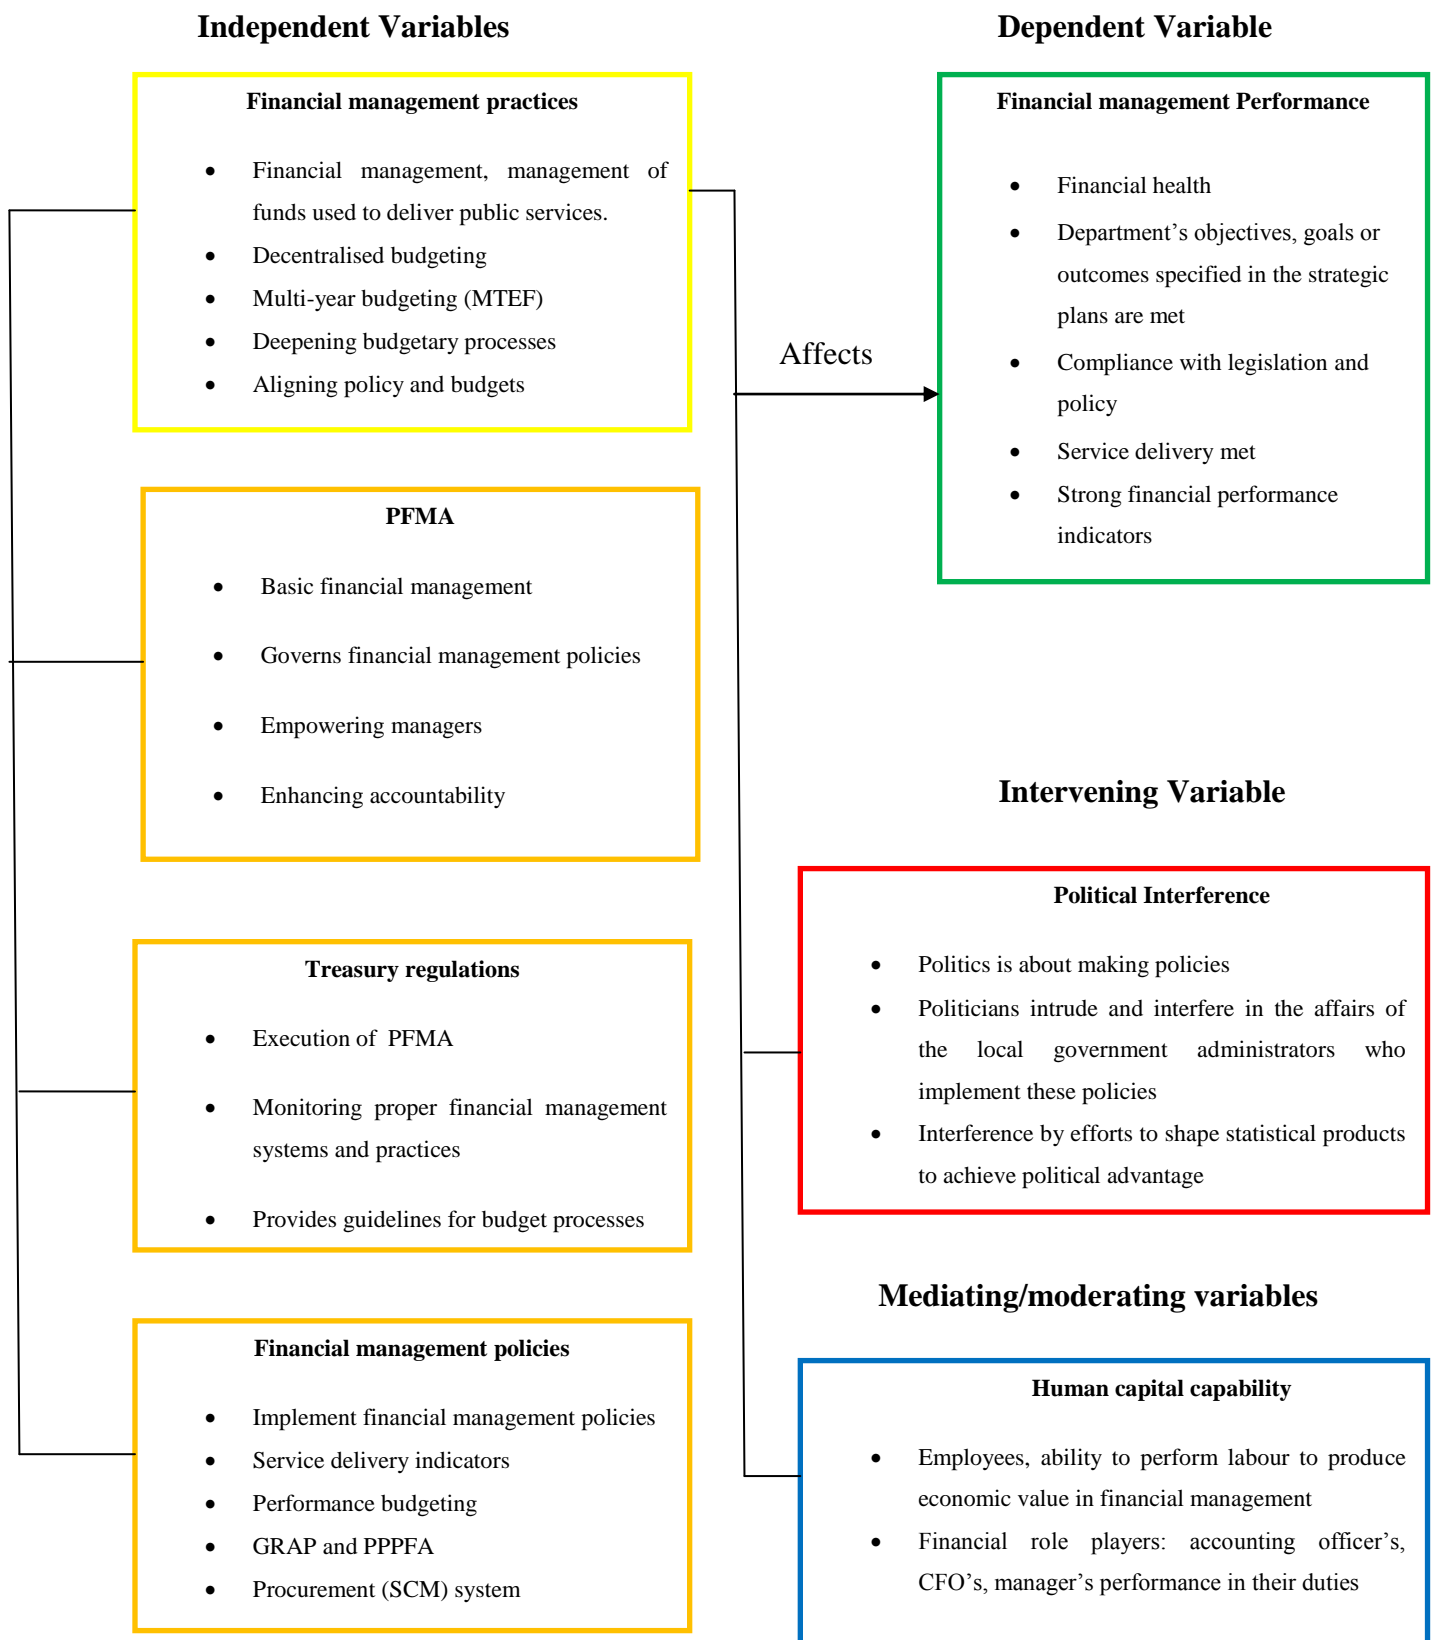 Independent Variables
Financial management practices
• Financial management, management of
funds used to deliver public services.
• Decentralised budgeting
• Multi-year budgeting (MTEF)
• Deepening budgetary processes
• Aligning policy and budgets
PFMA
• Basic financial management
• Governs financial management policies
• Empowering managers
• Enhancing accountability
Treasury regulations
• Execution of PFMA
• Monitoring proper financial management
systems and practices
• Provides guidelines for budget processes
Financial management policies
• Implement financial management policies
• Service delivery indicators
• Performance budgeting
• GRAP and PPPFA
• Procurement (SCM) system
Affects
Dependent Variable
Financial management Performance
• Financial health
• Department’s objectives, goals or
outcomes specified in the strategic
plans are met
• Compliance with legislation and
policy
• Service delivery met
• Strong financial performance
indicators
Intervening Variable
Political Interference
• Politics is about making policies
• Politicians intrude and interfere in the affairs of
the local government administrators who
implement these policies
• Interference by efforts to shape statistical products
to achieve political advantage
Mediating/moderating variables
Human capital capability
• Employees, ability to perform labour to produce
economic value in financial management
• Financial role players: accounting officer’s,
CFO’s, manager’s performance in their duties